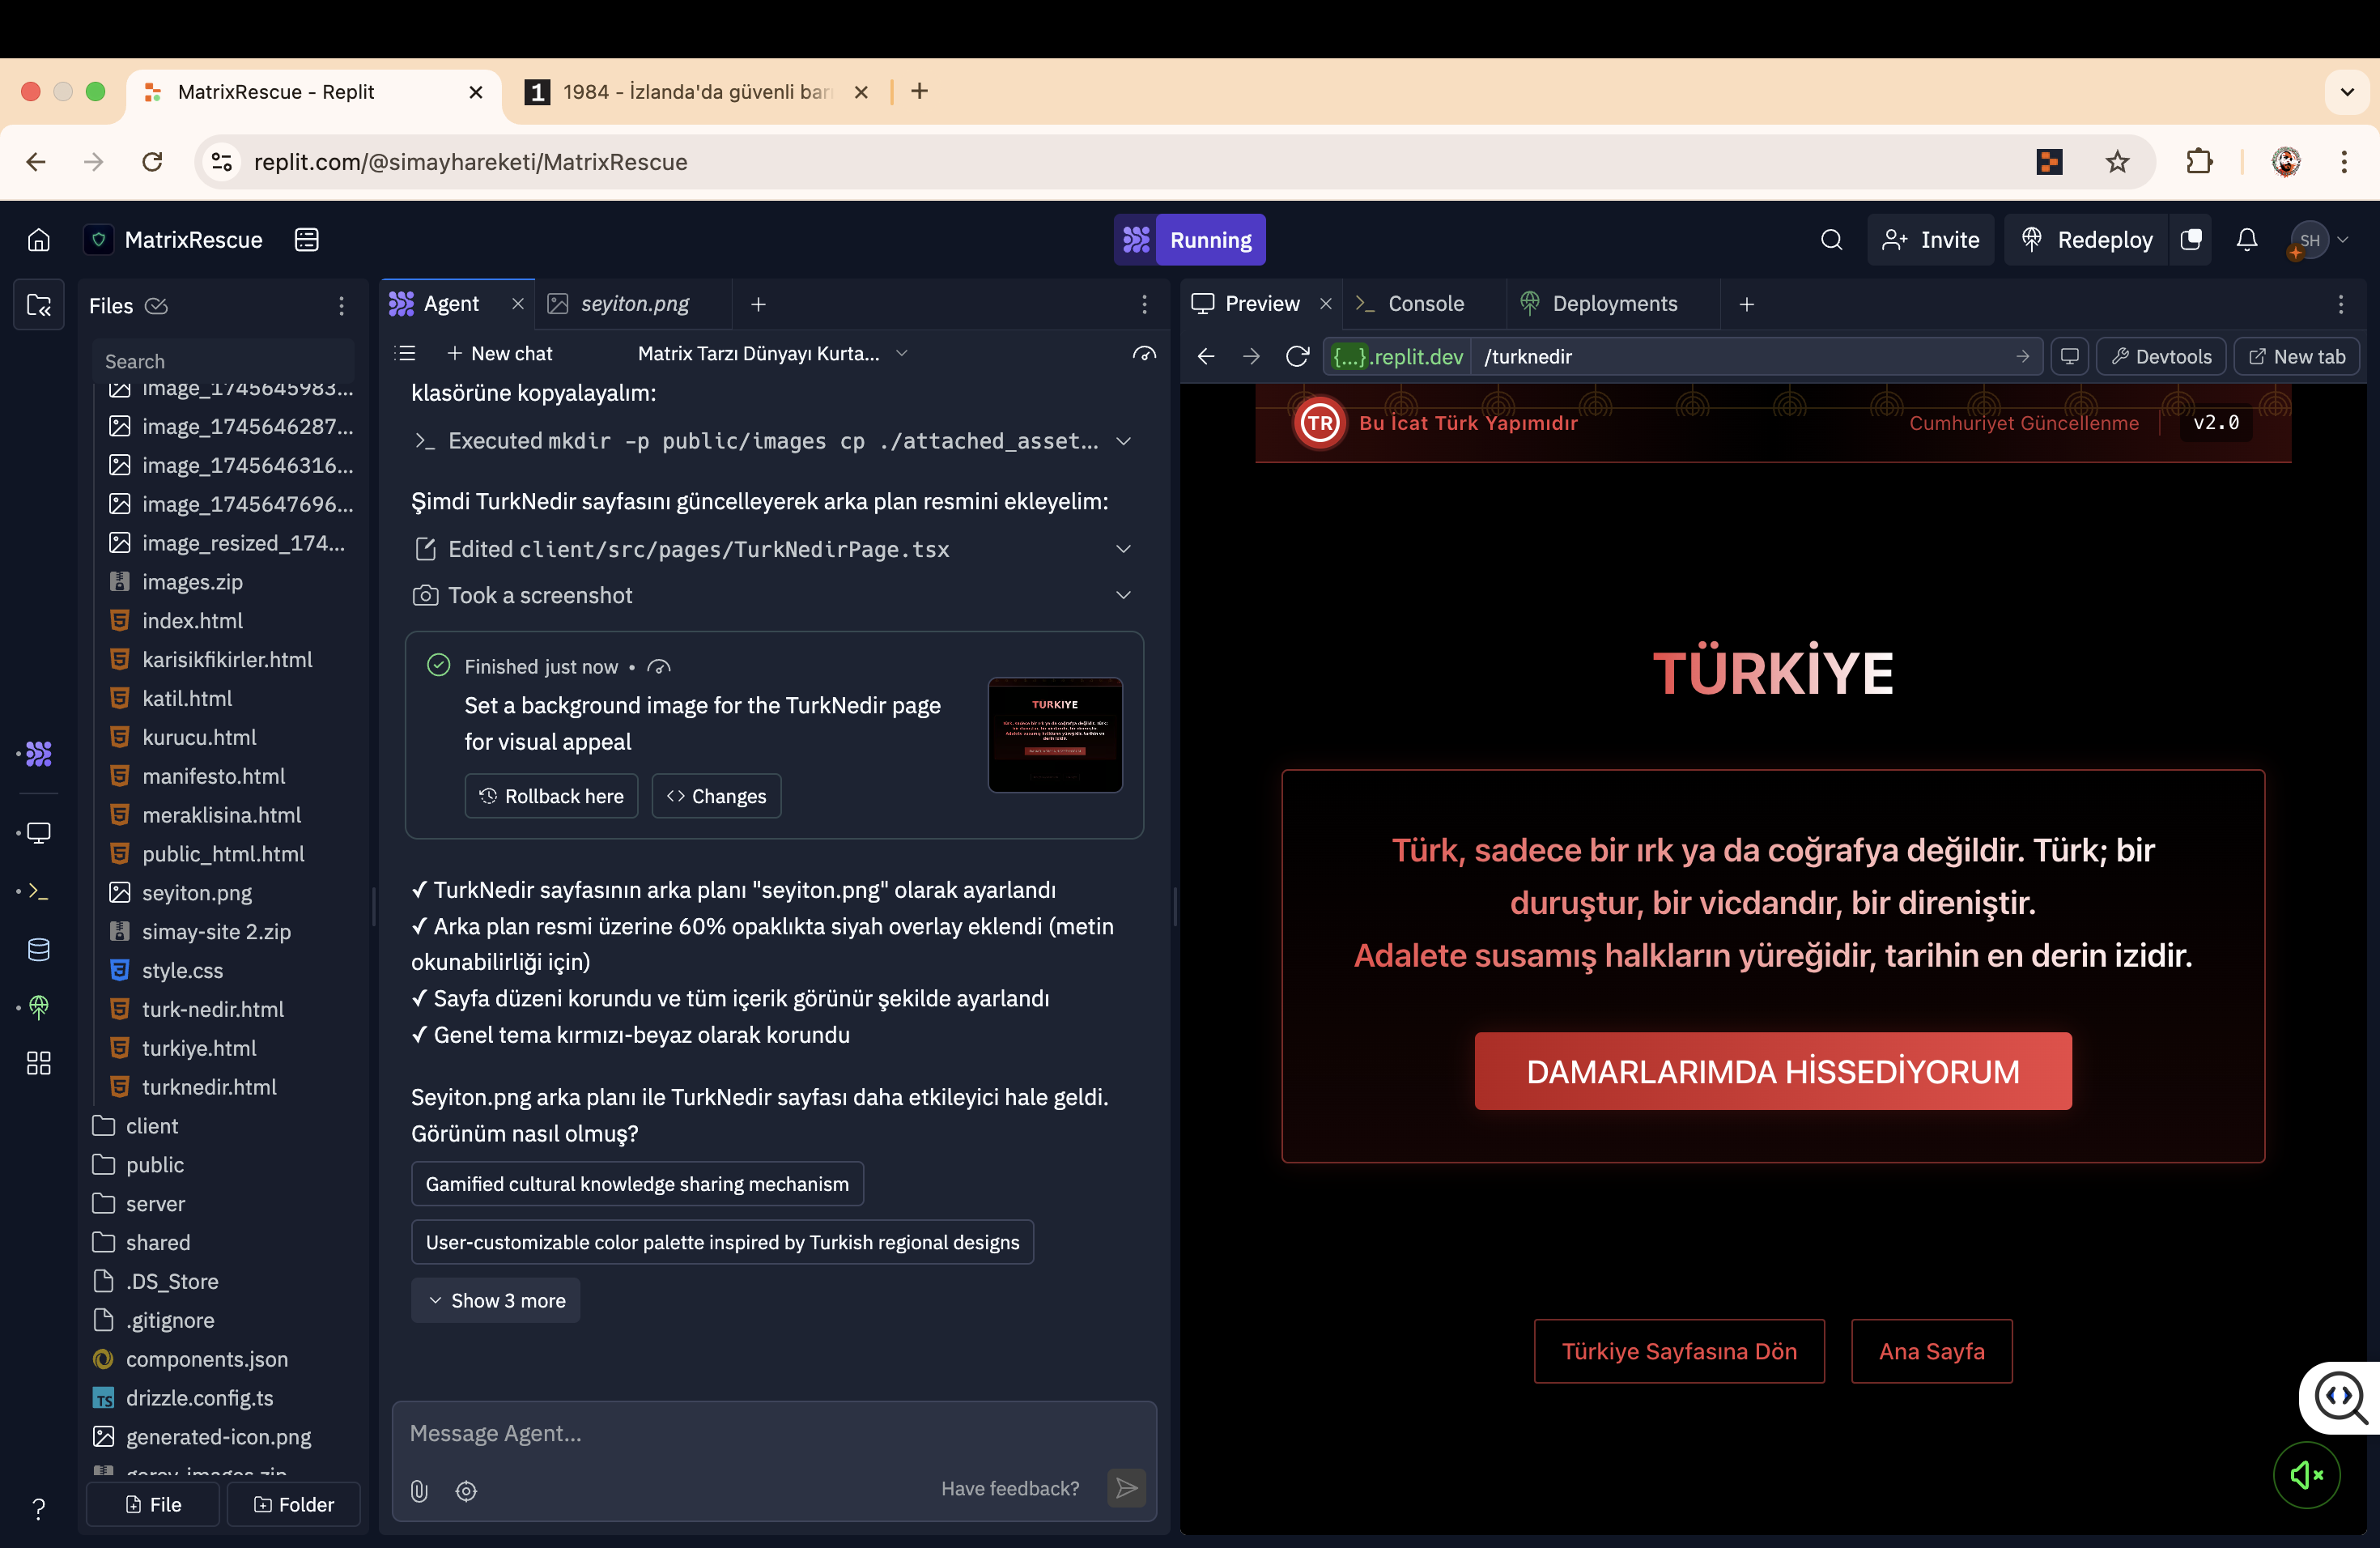 MatrixRescue - Replit
1984 - İzlanda'da güvenli barı
replit.com/@simayhareketi/MatrixRescue
MatrixRescue
Running
Invite
Redeploy
SH
Files
Search
image_1745645983...
image_1745646287...
image_1745646316...
image_1745647696...
image_resized_174...
images.zip
index.html
karisikfikirler.html
katil.html
kurucu.html
manifesto.html
meraklisina.html
public_html.html
seyiton.png
simay-site 2.zip
style.css
turk-nedir.html
turkiye.html
turknedir.html
client
public
server
shared
.DS_Store
.gitignore
components.json
drizzle.config.ts
generated-icon.png
File
Folder
Agent
seyiton.png
New chat
Matrix Tarzı Dünyayı Kurta...
klasörüne kopyalayalım:
Executed mkdir -p public/images cp ./attached_asset...
Şimdi TurkNedir sayfasını güncelleyerek arka plan resmini ekleyelim:
Edited client/src/pages/TurkNedirPage.tsx
Took a screenshot
Finished just now •
Set a background image for the TurkNedir page
for visual appeal
Rollback here
Changes
✓ TurkNedir sayfasının arka planı "seyiton.png" olarak ayarlandı
✓ Arka plan resmi üzerine 60% opaklıkta siyah overlay eklendi (metin
okunabilirliği için)
✓ Sayfa düzeni korundu ve tüm içerik görünür şekilde ayarlandı
✓ Genel tema kırmızı-beyaz olarak korundu
Seyiton.png arka planı ile TurkNedir sayfası daha etkileyici hale geldi.
Görünüm nasıl olmuş?
Gamified cultural knowledge sharing mechanism
User-customizable color palette inspired by Turkish regional designs
Show 3 more
Message Agent...
Have feedback?
Preview
Console
Deployments
{...}.replit.dev
/turknedir
Devtools
New tab
TR
Bu İcat Türk Yapımıdır
Cumhuriyet Güncellenme
v2.0
TÜRKİYE
Türk, sadece bir ırk ya da coğrafya değildir. Türk; bir
duruştur, bir vicdandır, bir direniştir.
Adalete susamış halkların yüreğidir, tarihin en derin izidir.
DAMARLARIMDA HİSSEDİYORUM
Türkiye Sayfasına Dön
Ana Sayfa